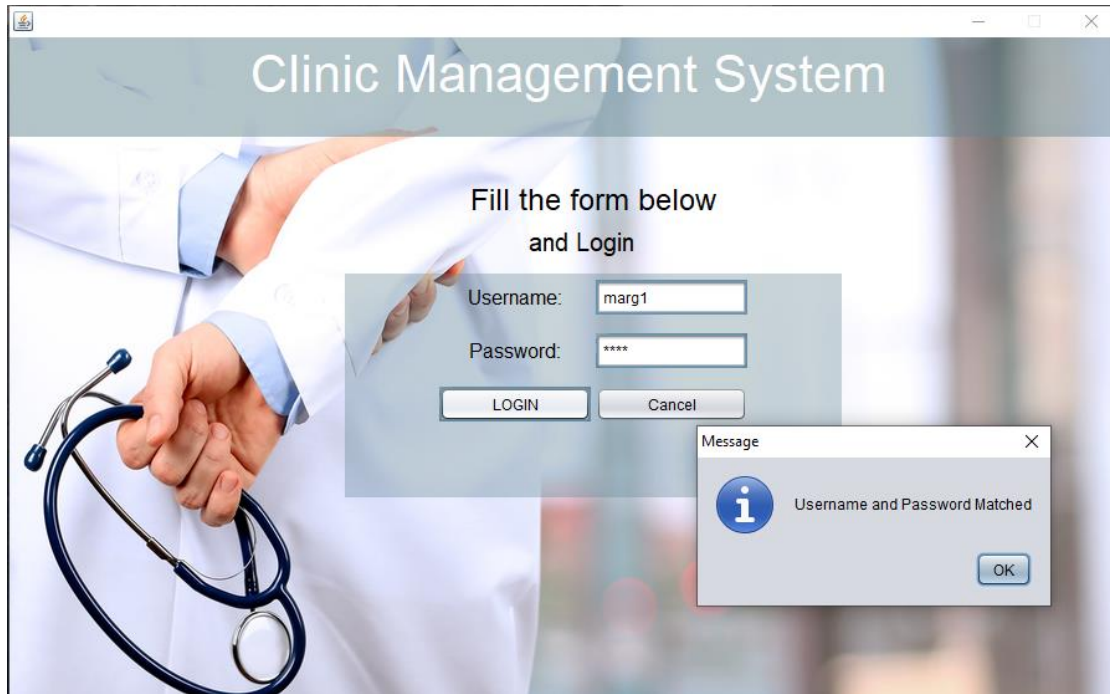 Clinic Management System
Fill the form below
and Login
Username: marg1
Password: ****
LOGIN Cancel
Message
Username and Password Matched
OK